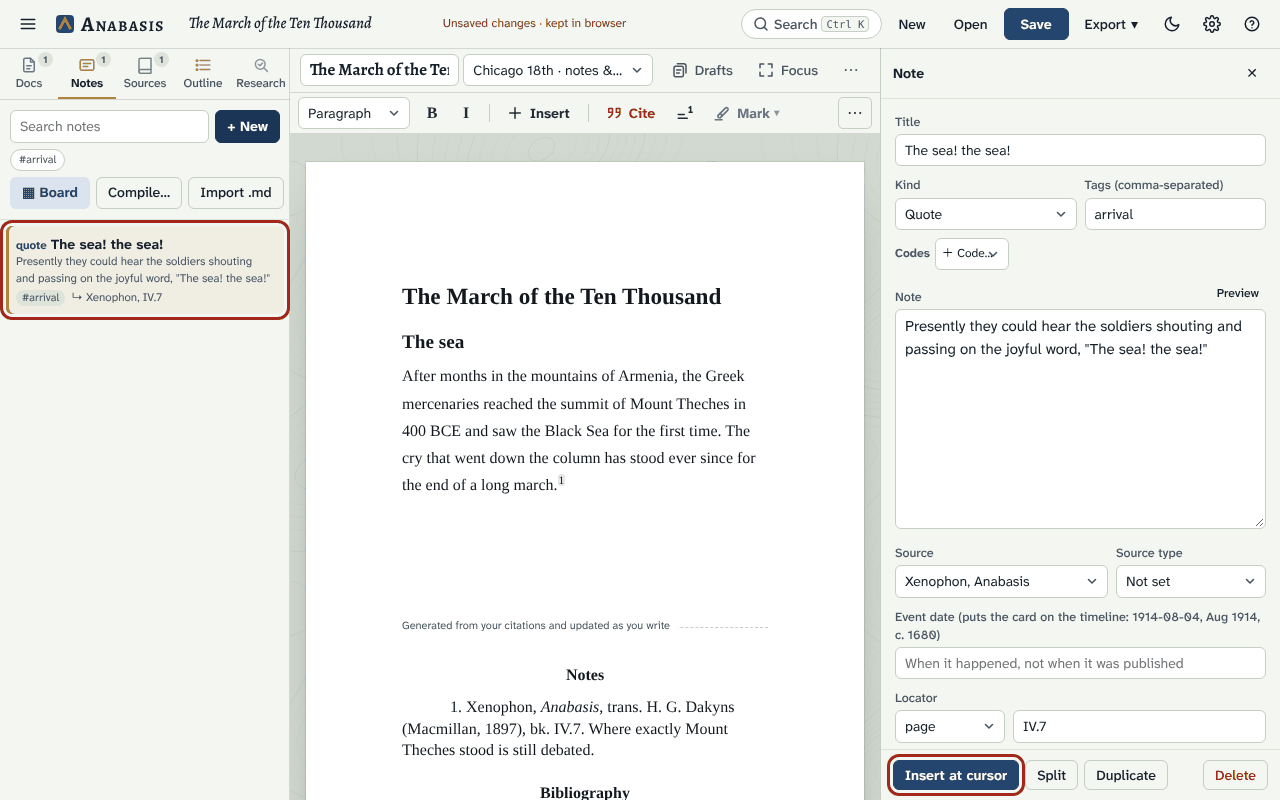 ANABASIS
The March of the Ten Thousand
Unsaved changes · kept in browser
Search Ctrl K
New
Open
Save
Export ▾
Docs 1
Notes 1
Sources 1
Outline
Research
The March of the Te
Chicago 18th · notes &...
Drafts
Focus
...
Note
Search notes
+ New
#arrival
Board
Compile...
Import .md
Paragraph
B
I
Insert
Cite
1
Mark ▾
...
quote The sea! the sea!
Presently they could hear the soldiers shouting
and passing on the joyful word, "The sea! the sea!"
#arrival ↪ Xenophon, IV.7
The March of the Ten Thousand
The sea
After months in the mountains of Armenia, the Greek
mercenaries reached the summit of Mount Theches in
400 BCE and saw the Black Sea for the first time. The
cry that went down the column has stood ever since for
the end of a long march.1
Generated from your citations and updated as you write
Notes
1. Xenophon, Anabasis, trans. H. G. Dakyns
(Macmillan, 1897), bk. IV.7. Where exactly Mount
Theches stood is still debated.
Bibliography
Title
The sea! the sea!
Kind
Tags (comma-separated)
Quote
arrival
Codes
+ Code...
Note
Preview
Presently they could hear the soldiers shouting and
passing on the joyful word, "The sea! the sea!"
Source
Source type
Xenophon, Anabasis
Not set
Event date (puts the card on the timeline: 1914-08-04, Aug 1914,
c. 1680)
When it happened, not when it was published
Locator
page
IV.7
Insert at cursor
Split
Duplicate
Delete